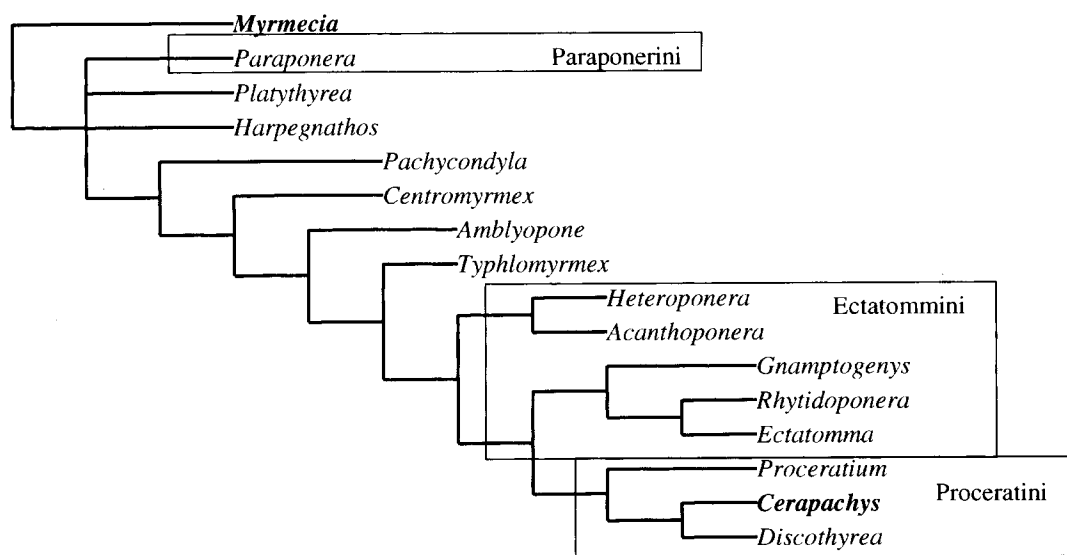 Myrmecia
Paraponera Paraponerini
Platythyrea
Harpegnathos
Pachycondyla
Centromyrmex
Amblyopone
Typhlomyrmex
Heteroponera Ectatommini
Acanthoponera
Gnamptogenys
Rhytidoponera
Ectatomma
Proceratium
Proceratini
Cerapachys
Discothyrea